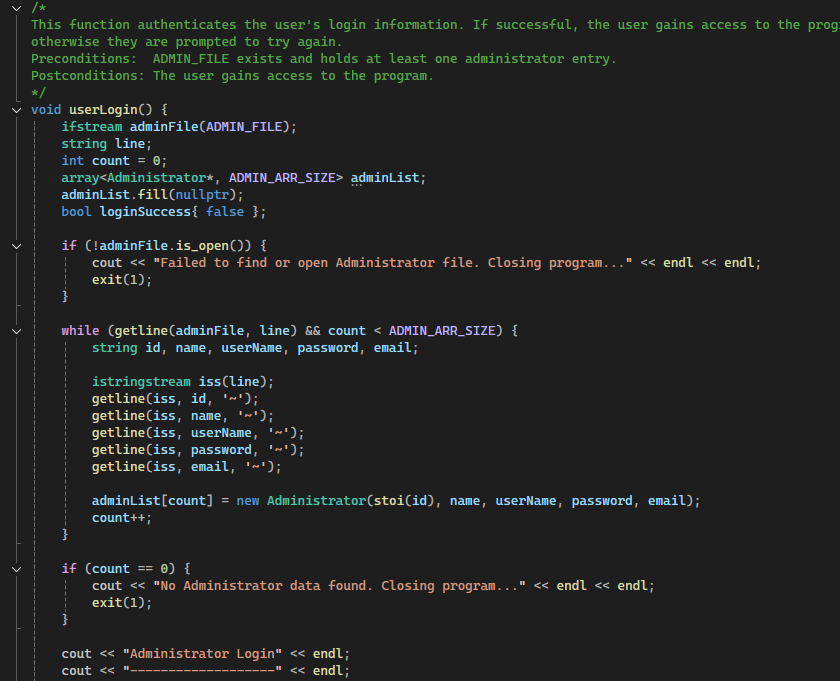 /*
This function authenticates the user's login information. If successful, the user gains access to the prog
otherwise they are prompted to try again.
Preconditions:  ADMIN_FILE exists and holds at least one administrator entry.
Postconditions: The user gains access to the program.
*/
void userLogin() {
    ifstream adminFile(ADMIN_FILE);
    string line;
    int count = 0;
    array<Administrator*, ADMIN_ARR_SIZE> adminList;
    adminList.fill(nullptr);
    bool loginSuccess{ false };

    if (!adminFile.is_open()) {
        cout << "Failed to find or open Administrator file. Closing program..." << endl << endl;
        exit(1);
    }

    while (getline(adminFile, line) && count < ADMIN_ARR_SIZE) {
        string id, name, userName, password, email;

        istringstream iss(line);
        getline(iss, id, '~');
        getline(iss, name, '~');
        getline(iss, userName, '~');
        getline(iss, password, '~');
        getline(iss, email, '~');

        adminList[count] = new Administrator(stoi(id), name, userName, password, email);
        count++;
    }

    if (count == 0) {
        cout << "No Administrator data found. Closing program..." << endl << endl;
        exit(1);
    }

    cout << "Administrator Login" << endl;
    cout << "-------------------" << endl;